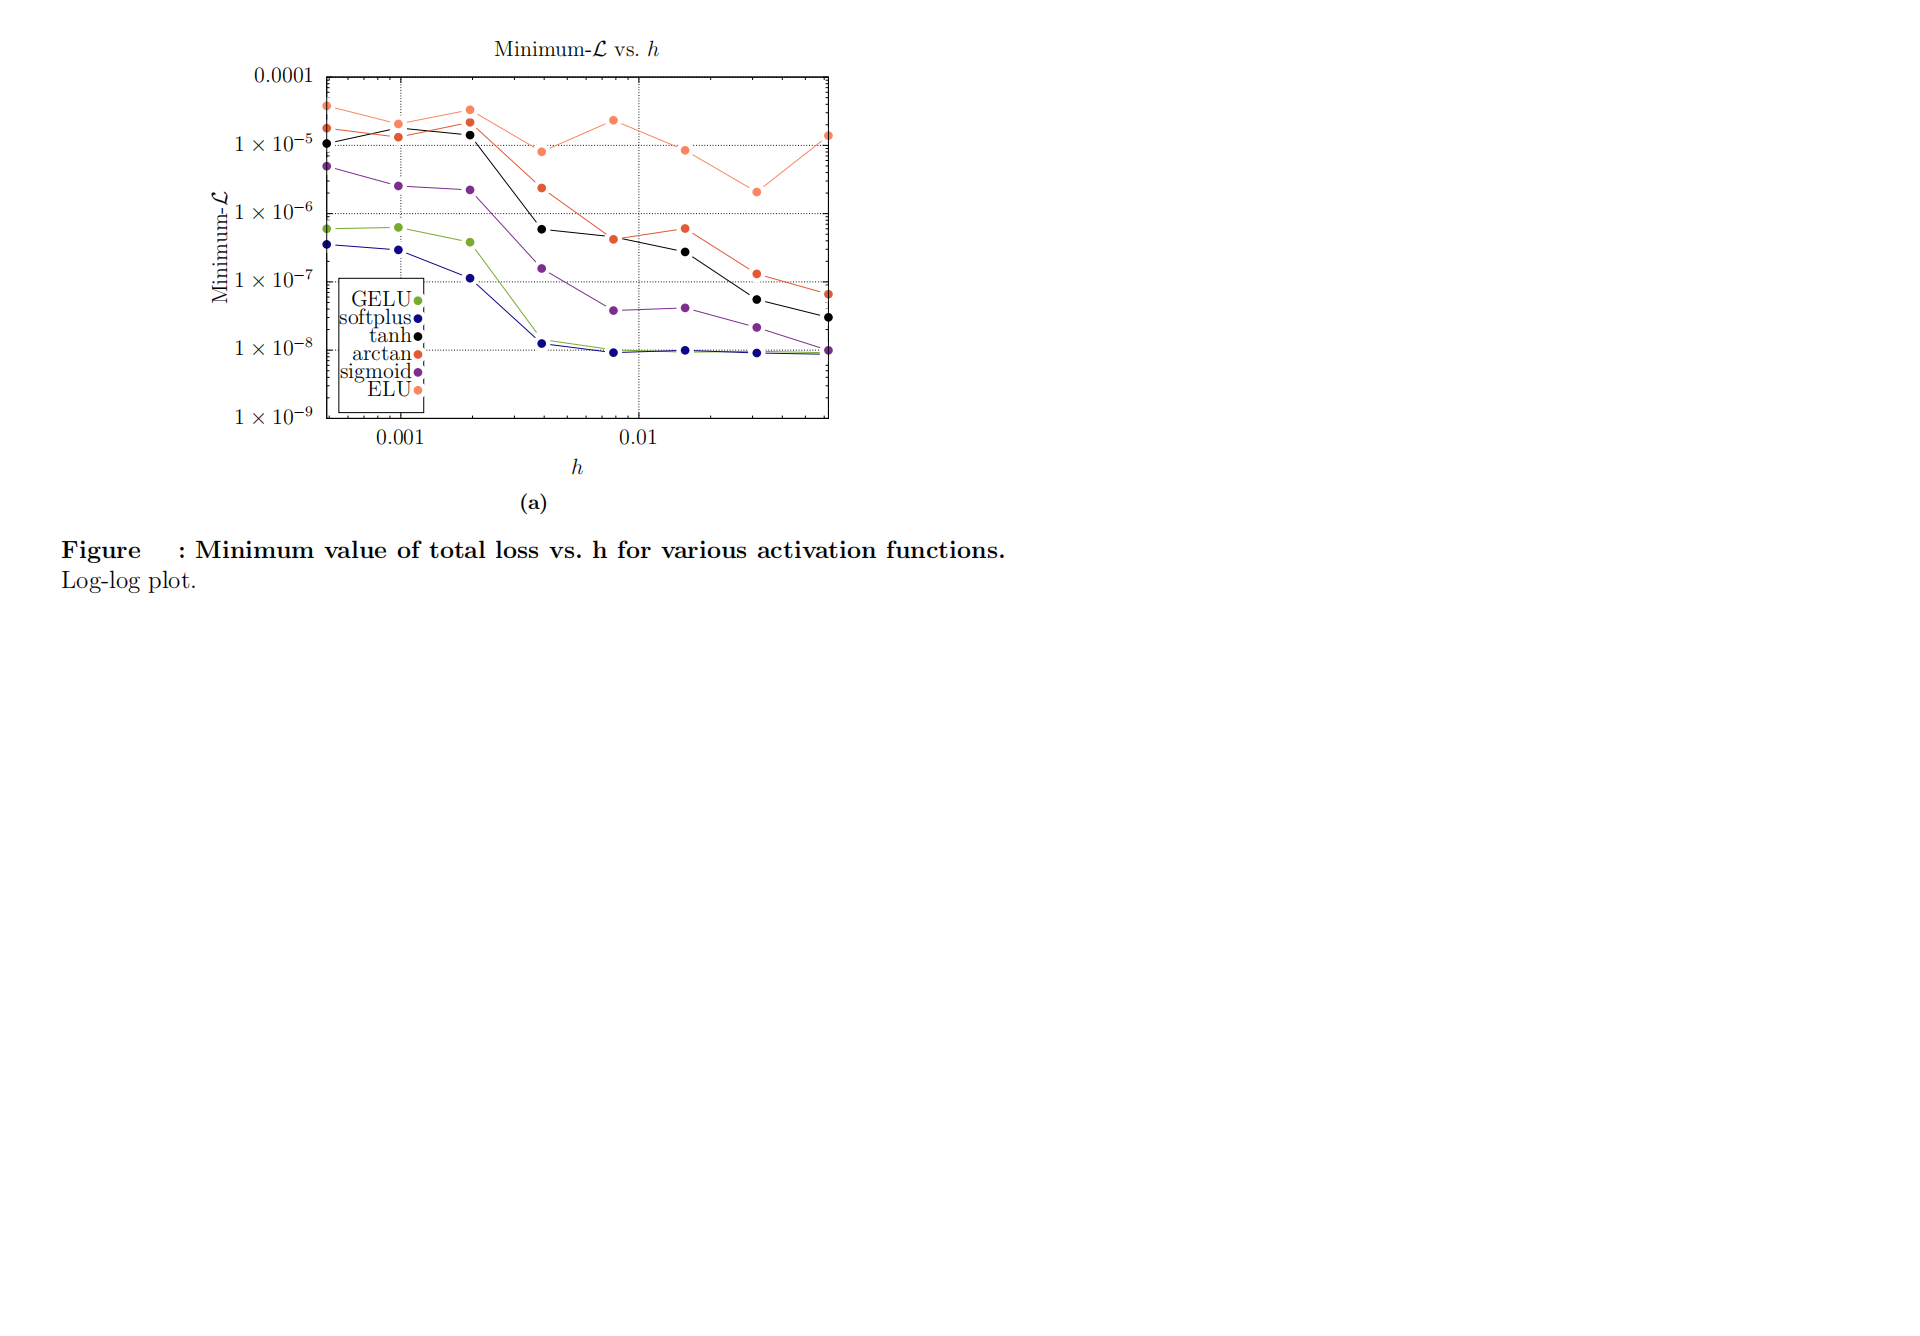 Minimum-ℒ vs. h
0.0001
1 × 10⁻⁵
1 × 10⁻⁶
1 × 10⁻⁷
1 × 10⁻⁸
1 × 10⁻⁹
Minimum-ℒ
GELU
softplus
tanh
arctan
sigmoid
ELU
0.001 0.01
h
(a)
Figure : Minimum value of total loss vs. h for various activation functions.
Log-log plot.